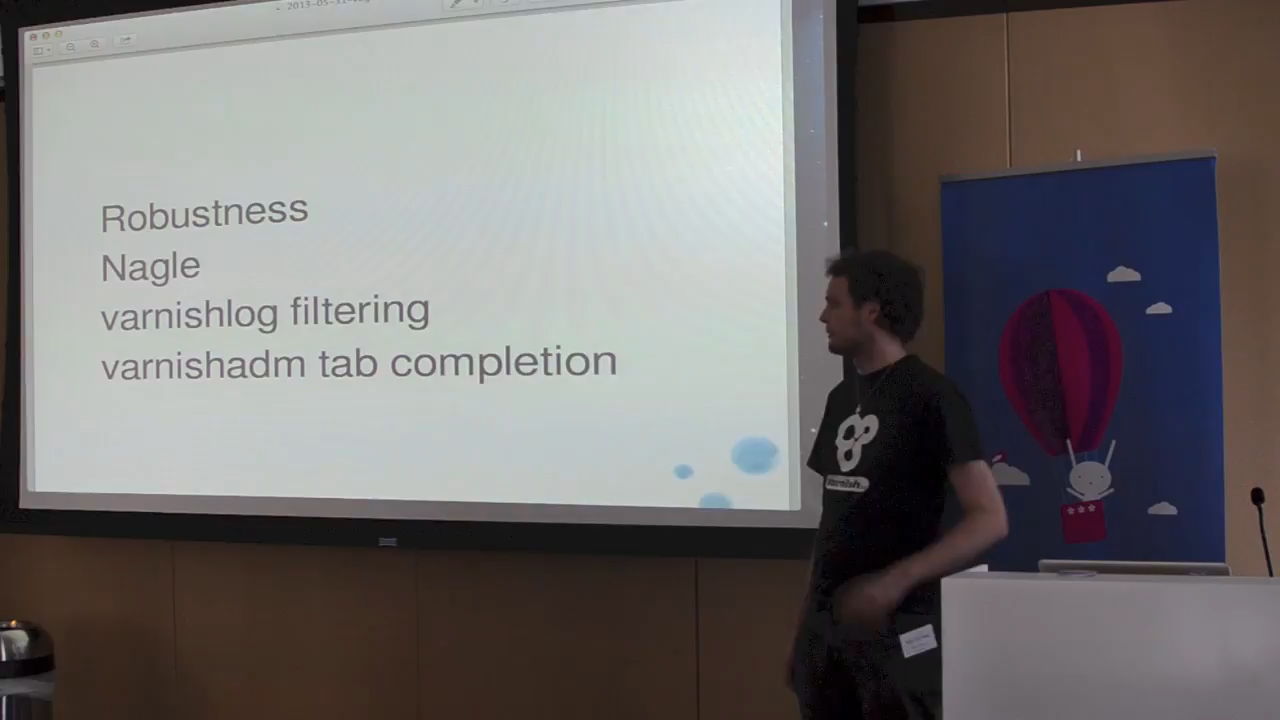 Robustness
Nagle
varnishlog filtering
varnishadm tab completion